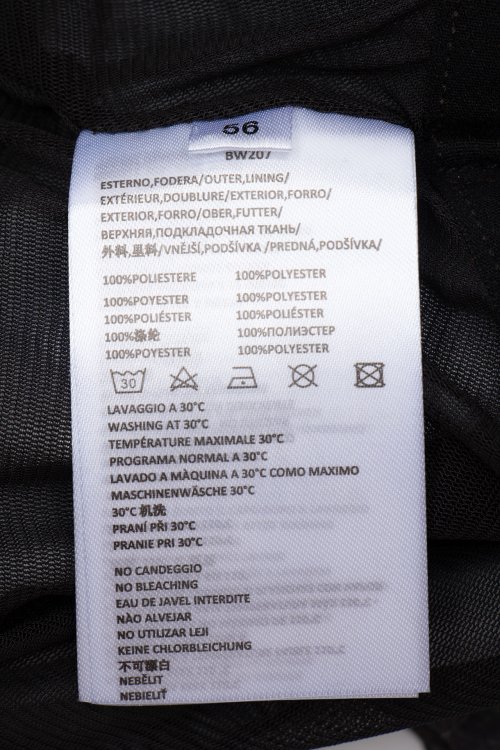 56
BW207
ESTERNO,FODERA/OUTER,LINING/
EXTÉRIEUR,DOUBLURE/EXTERIOR,FORRO/
EXTERIOR,FORRO/OBER,FUTTER/
ВЕРХНЯЯ,ПОДКЛАДОЧНАЯ ТКАНЬ/
外料,里料/VNĚJŠÍ,PODŠÍVKA/PREDNÁ,PODŠÍVKA/
100%POLIESTERE 100%POLYESTER
100%POYESTER 100%POLYESTER
100%POLIÉSTER 100%POLIÉSTER
100%涤纶 100%ПОЛИЭСТЕР
100%POYESTER 100%POLYESTER
30
LAVAGGIO A 30°C
WASHING AT 30°C
TEMPÉRATURE MAXIMALE 30°C
PROGRAMA NORMAL A 30°C
LAVADO A MÀQUINA A 30°C COMO MAXIMO
MASCHINENWÄSCHE 30°C
30°C 机洗
PRANÍ PŘI 30°C
PRANIE PRI 30°C
NO CANDEGGIO
NO BLEACHING
EAU DE JAVEL INTERDITE
NÀO ALVEJAR
NO UTILIZAR LEJI
KEINE CHLORBLEICHUNG
不可漂白
NEBĚLIT
NEBIELIŤ